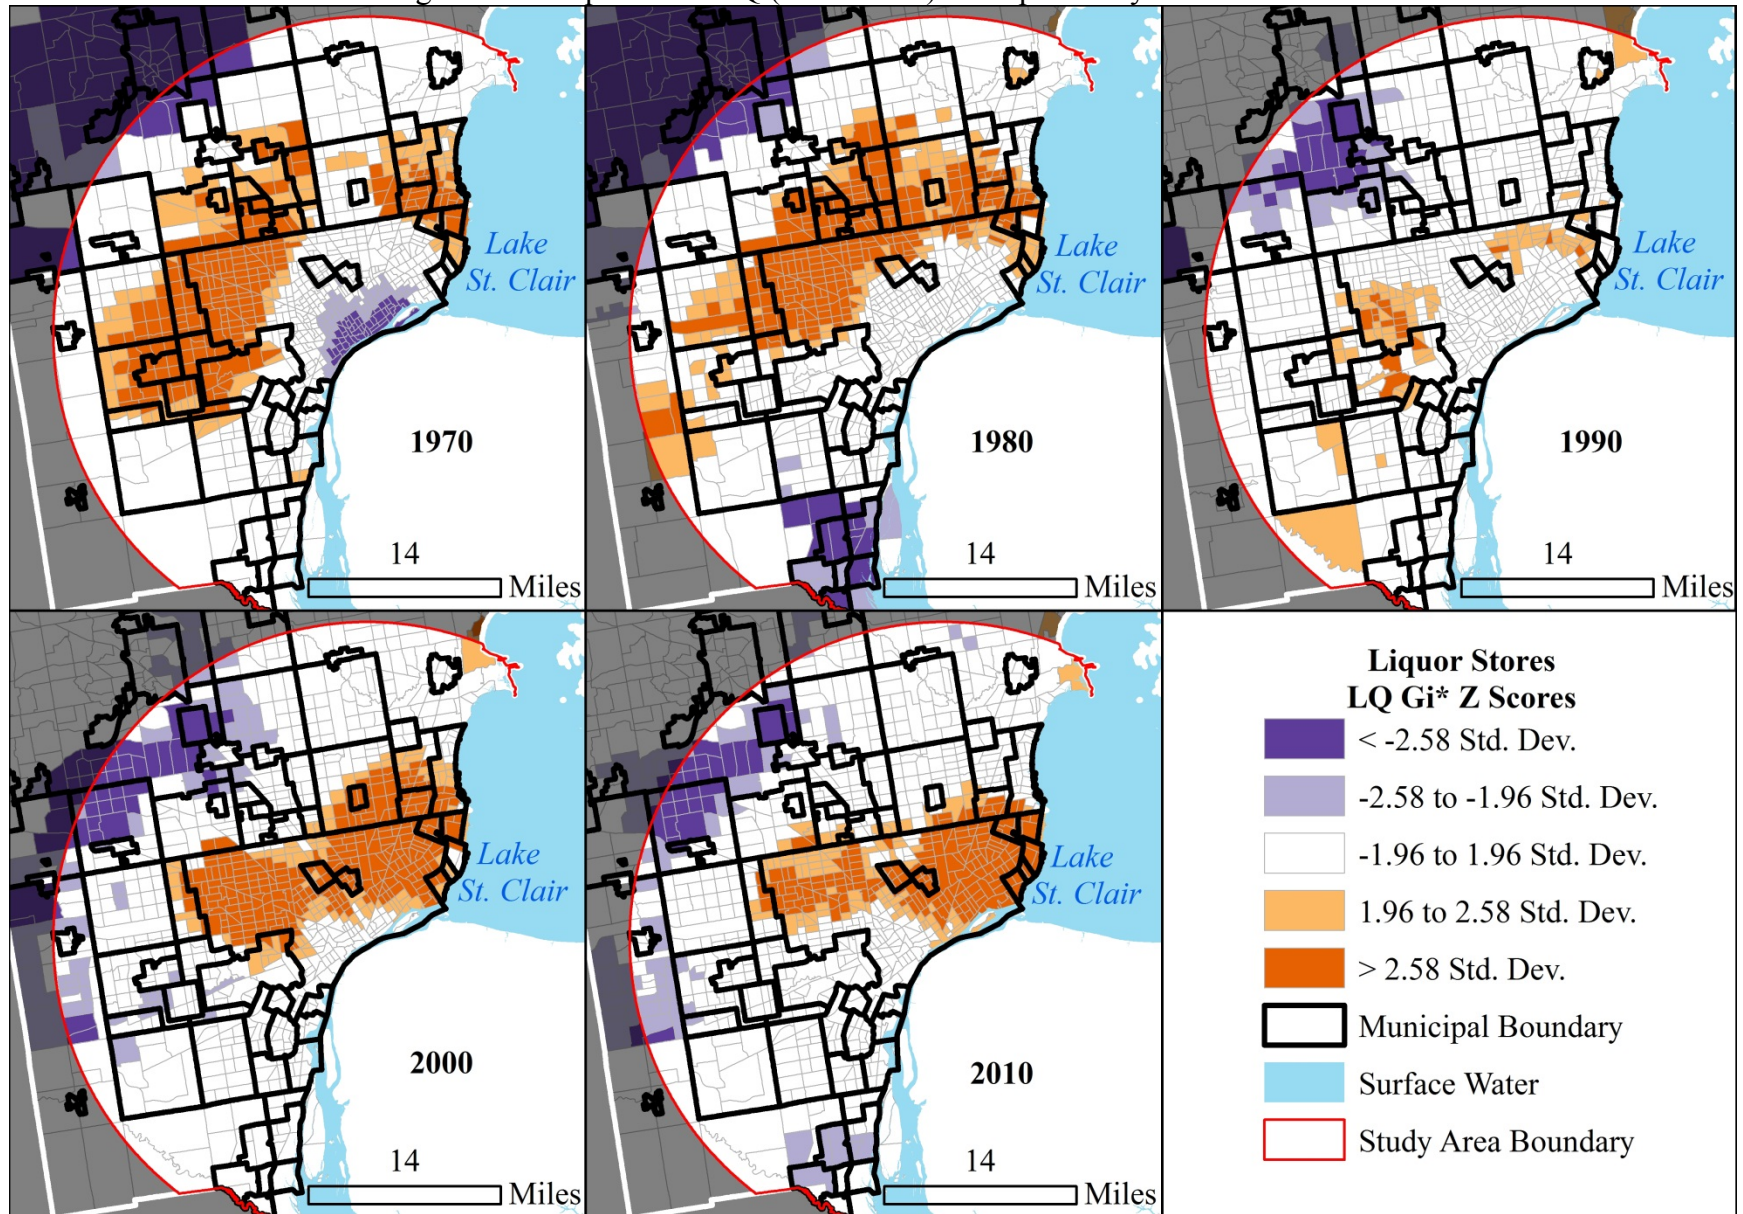 Lake
St. Clair
1970
14
Miles
Lake
St. Clair
1980
14
Miles
Lake
St. Clair
1990
14
Miles
Lake
St. Clair
2000
14
Miles
Lake
St. Clair
2010
14
Miles
Liquor Stores
LQ Gi* Z Scores
< -2.58 Std. Dev.
-2.58 to -1.96 Std. Dev.
-1.96 to 1.96 Std. Dev.
1.96 to 2.58 Std. Dev.
> 2.58 Std. Dev.
Municipal Boundary
Surface Water
Study Area Boundary